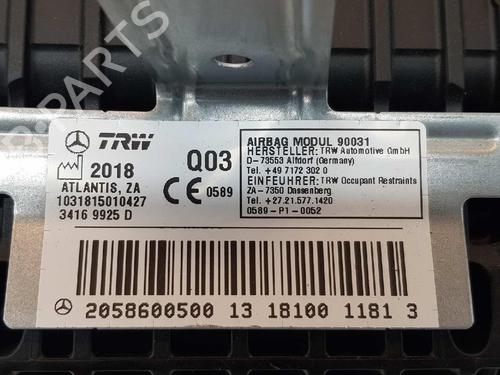 TRW
2018
ATLANTIS, ZA
1031815010427
3416 9925 D
Q03
CE 0589
AIRBAG MODUL 90031
HERSTELLER: TRW Automotive GmbH
D-73553 Alfdorf (Germany)
Tel. +49 7172 302 0
EINFEUHRER: TRW Occupant Restraints
ZA-7350 Dassenberg
Tel. +27.21.577.1420
0589-P1-0052
2058600500 13 18100 1181 3